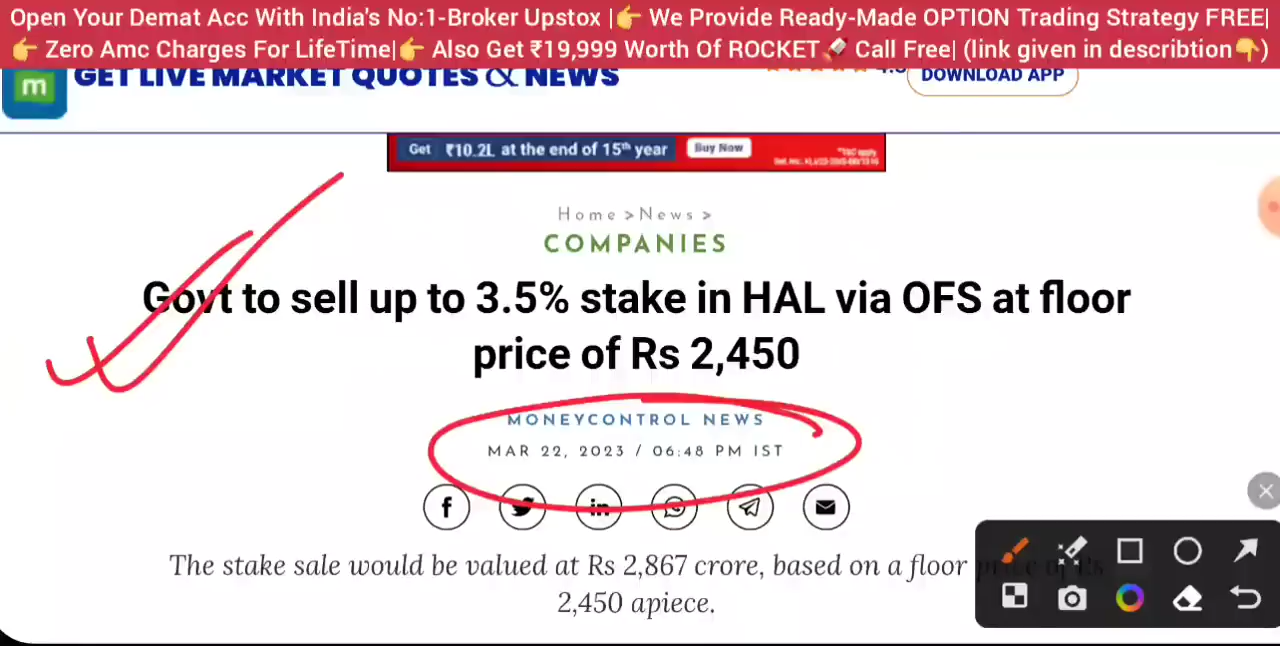 Open Your Demat Acc With India's No:1-Broker Upstox |👉 We Provide Ready-Made OPTION Trading Strategy FREE|
👉 Zero Amc Charges For LifeTime|👉 Also Get ₹19,999 Worth Of ROCKET🚀 Call Free| (link given in describtion👇)
m
GET LIVE MARKET QUOTES & NEWS
DOWNLOAD APP
Get ₹10.2L at the end of 15th year Buy Now
Home > News >
COMPANIES
Govt to sell up to 3.5% stake in HAL via OFS at floor
price of Rs 2,450
MONEYCONTROL NEWS
MAR 22, 2023 / 06:48 PM IST
The stake sale would be valued at Rs 2,867 crore, based on a floor price of Rs
2,450 apiece.